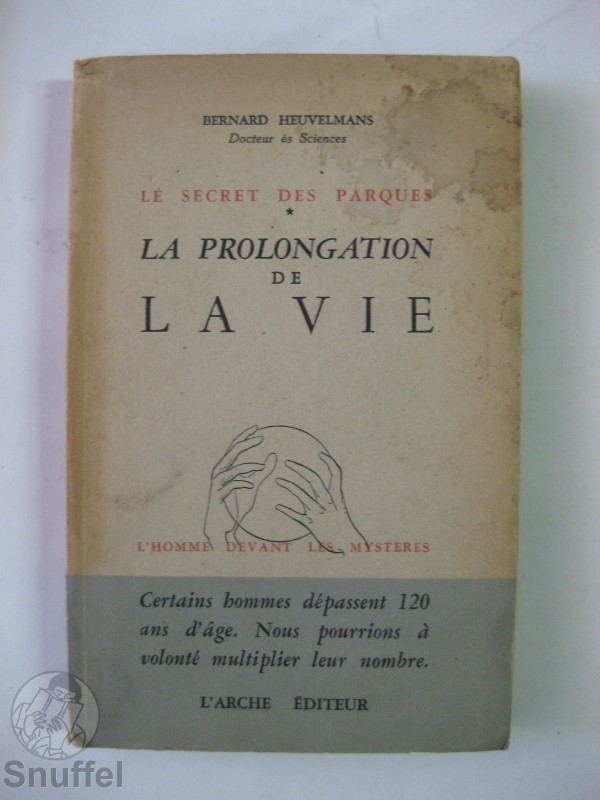 BERNARD HEUVELMANS
Docteur ès Sciences
LE SECRET DES PARQUES
*
LA PROLONGATION
DE
LA VIE
L'HOMME DEVANT LES MYSTERES
Certains hommes dépassent 120
ans d'âge. Nous pourrions à
volonté multiplier leur nombre.
L'ARCHE ÉDITEUR
Snuffel